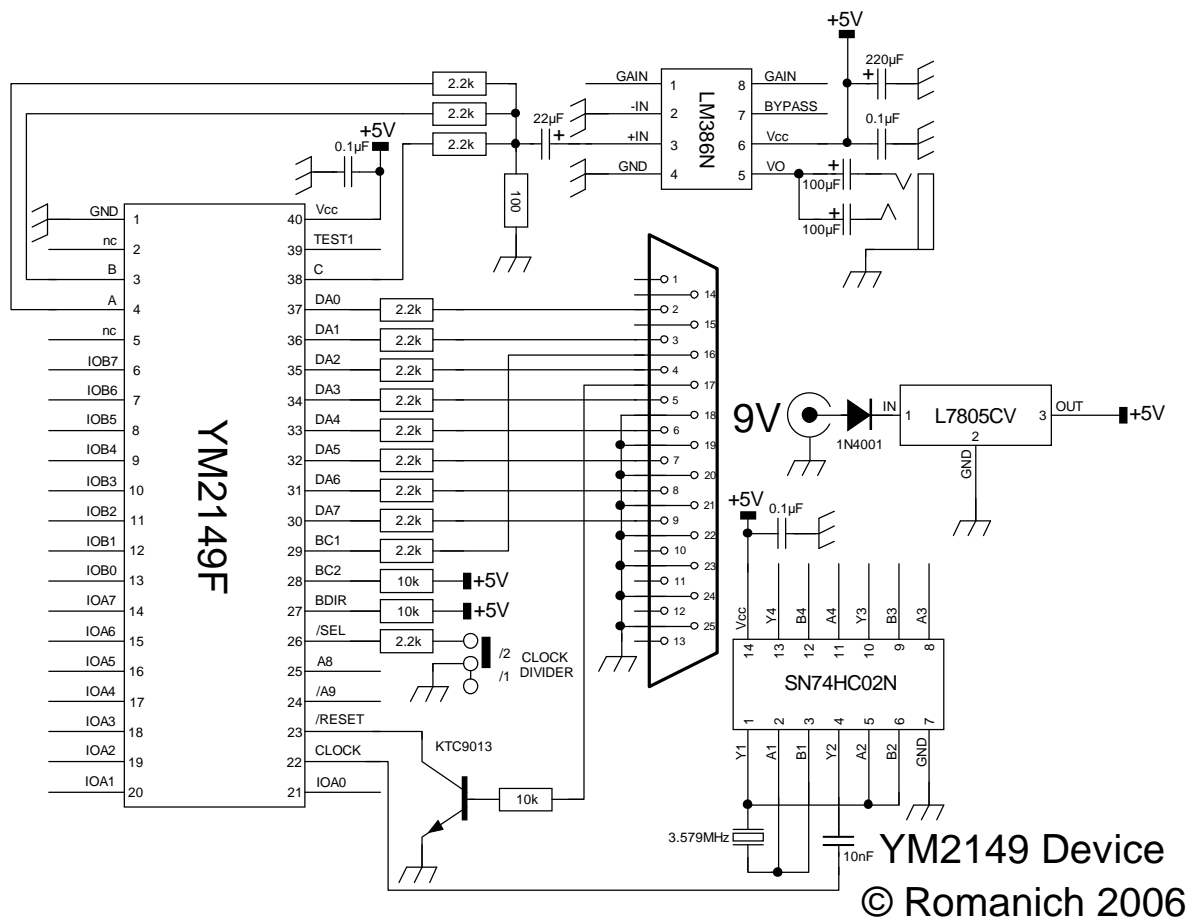 +5V
220µF
GAIN 1 8 GAIN
-IN 2 7 BYPASS
+IN 3 6 Vcc
GND 4 5 VO
LM386N
0.1µF
100µF
100µF
2.2k
2.2k
2.2k
22µF
100
+5V
0.1µF
GND 1 40 Vcc
nc 2 39 TEST1
B 3 38 C
A 4 37 DA0 2.2k
nc 5 36 DA1 2.2k
IOB7 6 35 DA2 2.2k
IOB6 7 34 DA3 2.2k
IOB5 8 33 DA4 2.2k
IOB4 9 32 DA5 2.2k
IOB3 10 31 DA6 2.2k
IOB2 11 30 DA7 2.2k
IOB1 12 29 BC1 2.2k
IOB0 13 28 BC2 10k +5V
IOA7 14 27 BDIR 10k +5V
IOA6 15 26 /SEL 2.2k
IOA5 16 25 A8
IOA4 17 24 /A9
IOA3 18 23 /RESET
IOA2 19 22 CLOCK
IOA1 20 21 IOA0
YM2149F
/2 CLOCK
/1 DIVIDER
KTC9013
10k
1
14
2
15
3
16
4
17
5
18
6
19
7
20
8
21
9
22
10
23
11
24
12
25
13
9V
1N4001
IN 1 L7805CV 3 OUT +5V
2
GND
+5V
0.1µF
Vcc Y4 B4 A4 Y3 B3 A3
14 13 12 11 10 9 8
SN74HC02N
1 2 3 4 5 6 7
Y1 A1 B1 Y2 A2 B2 GND
3.579MHz
10nF
YM2149 Device
© Romanich 2006